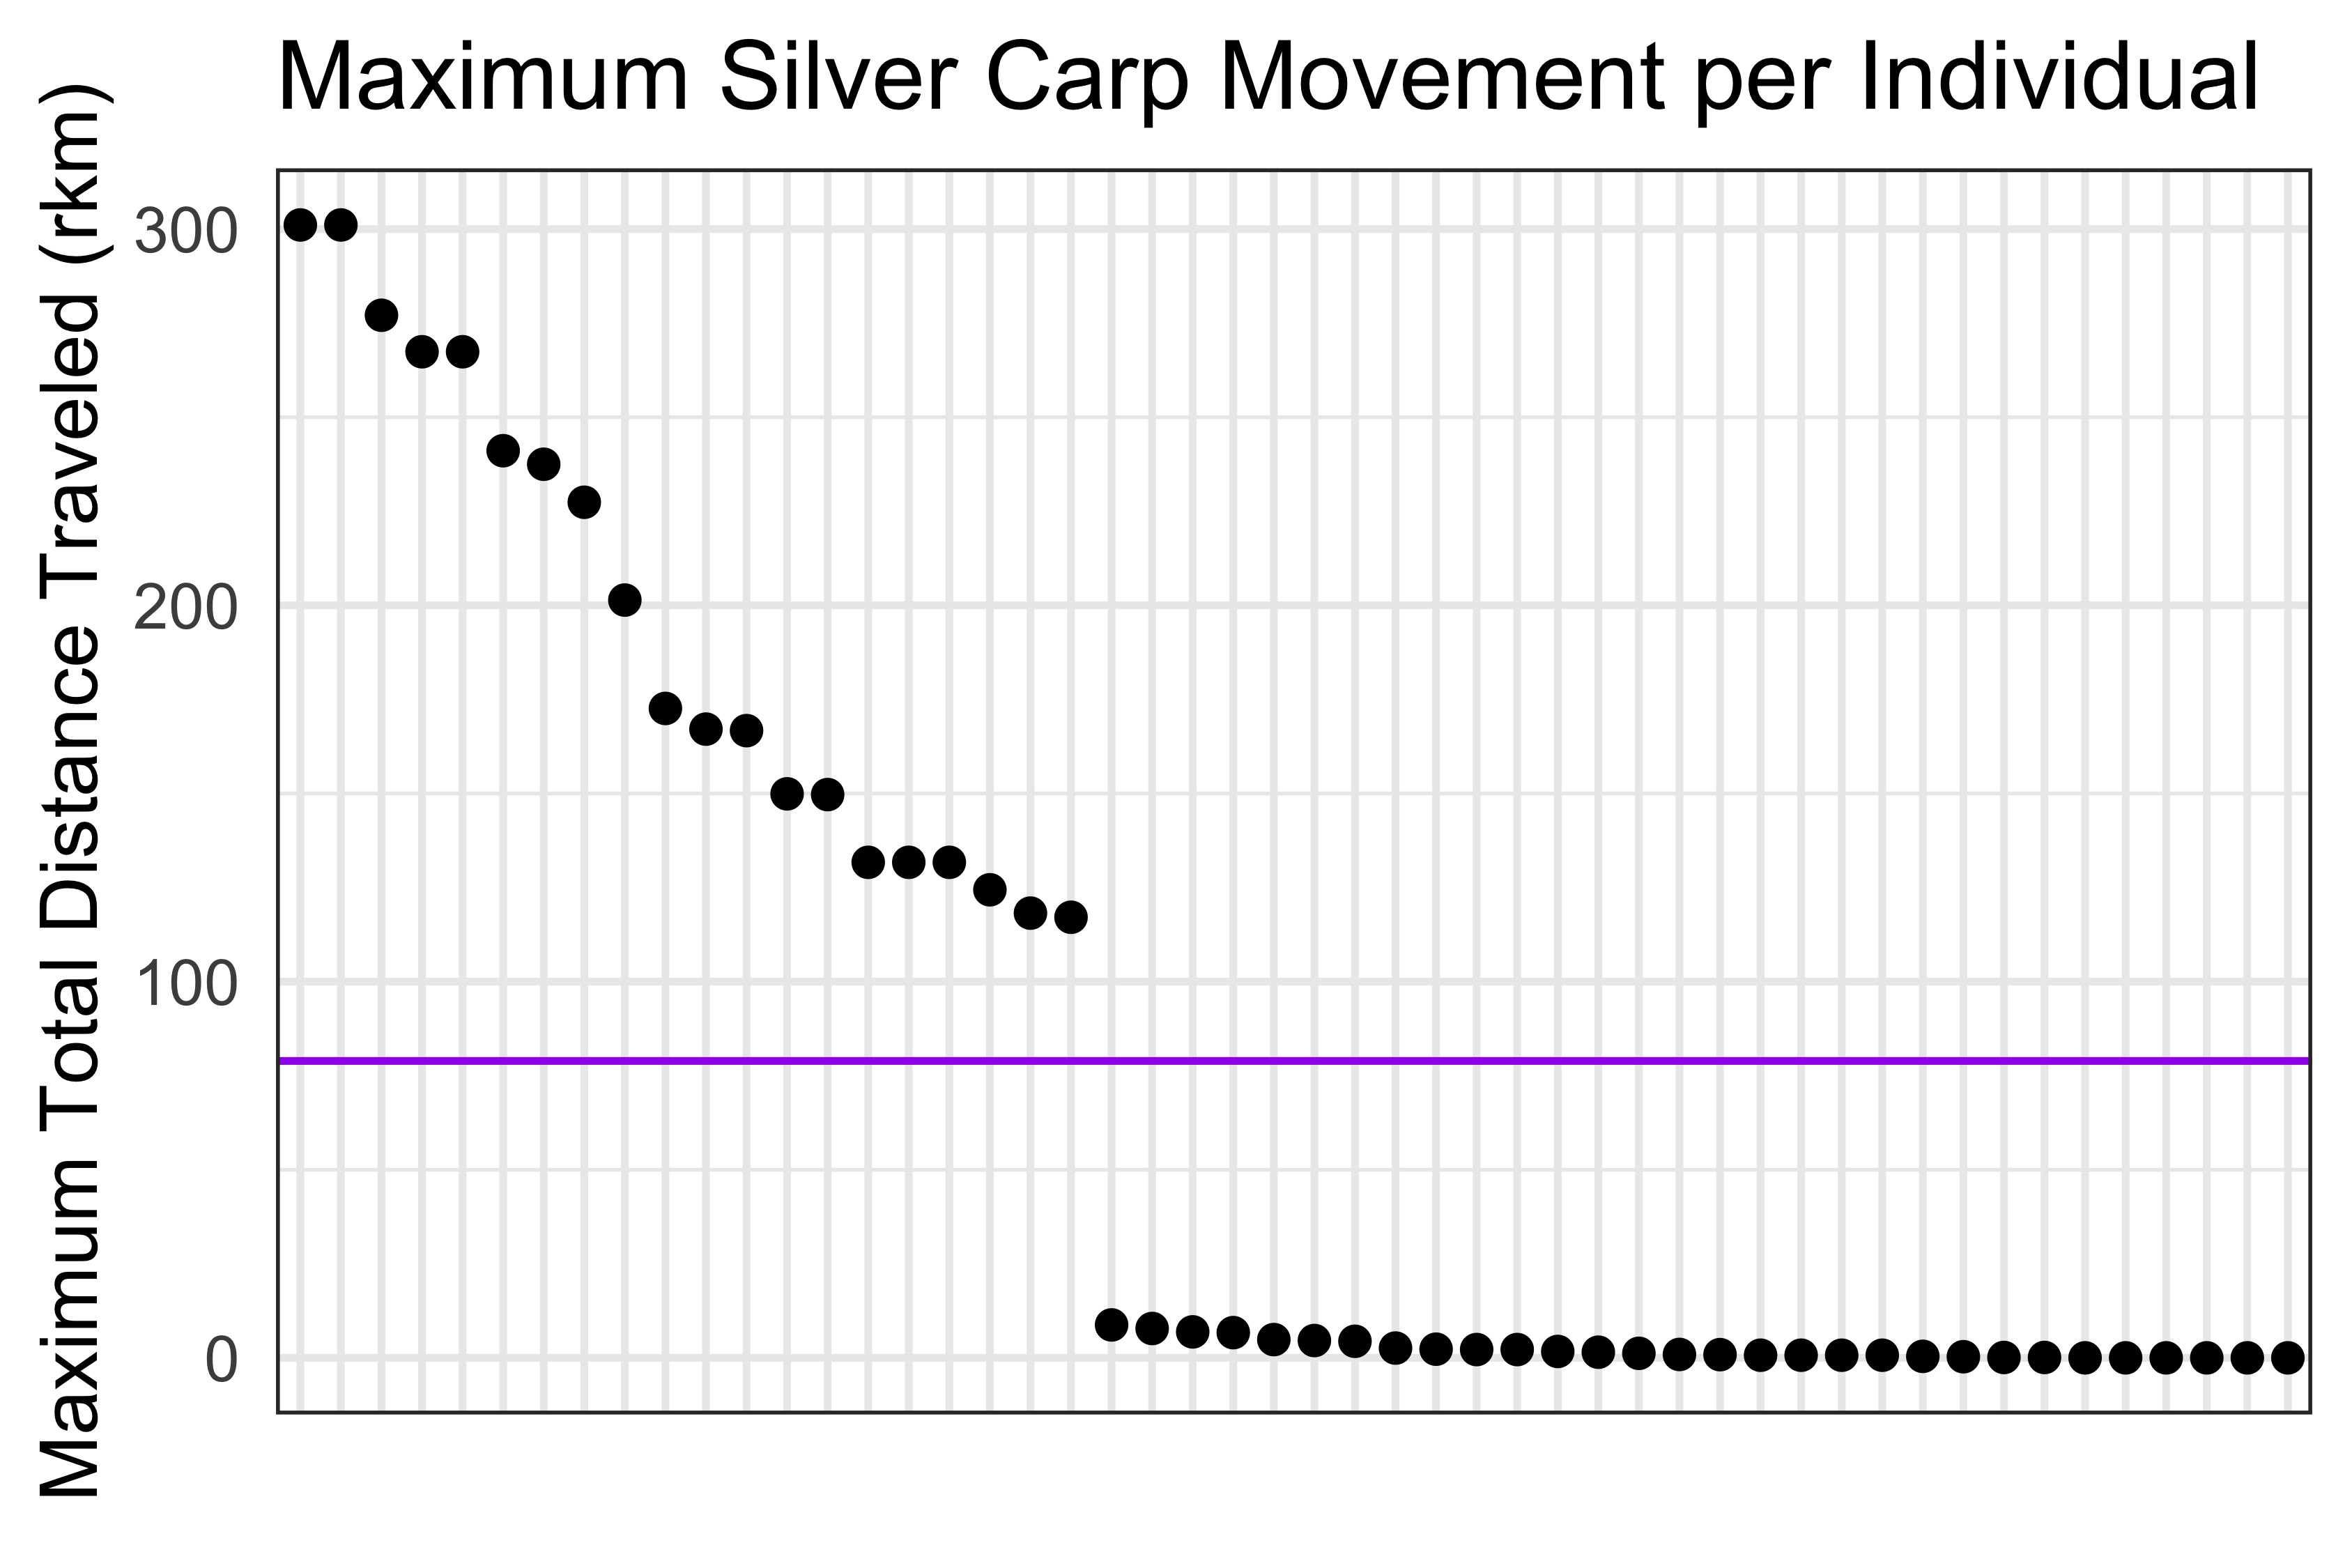 Maximum Silver Carp Movement per Individual
Maximum Total Distance Traveled (rkm)
300
200
100
0